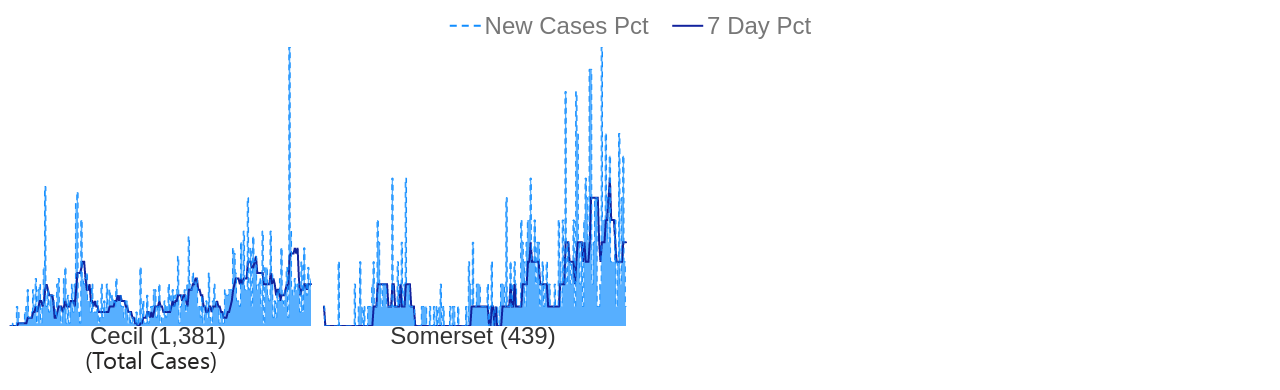 New Cases Pct 7 Day Pct
Cecil (1,381) Somerset (439)
(Total Cases)